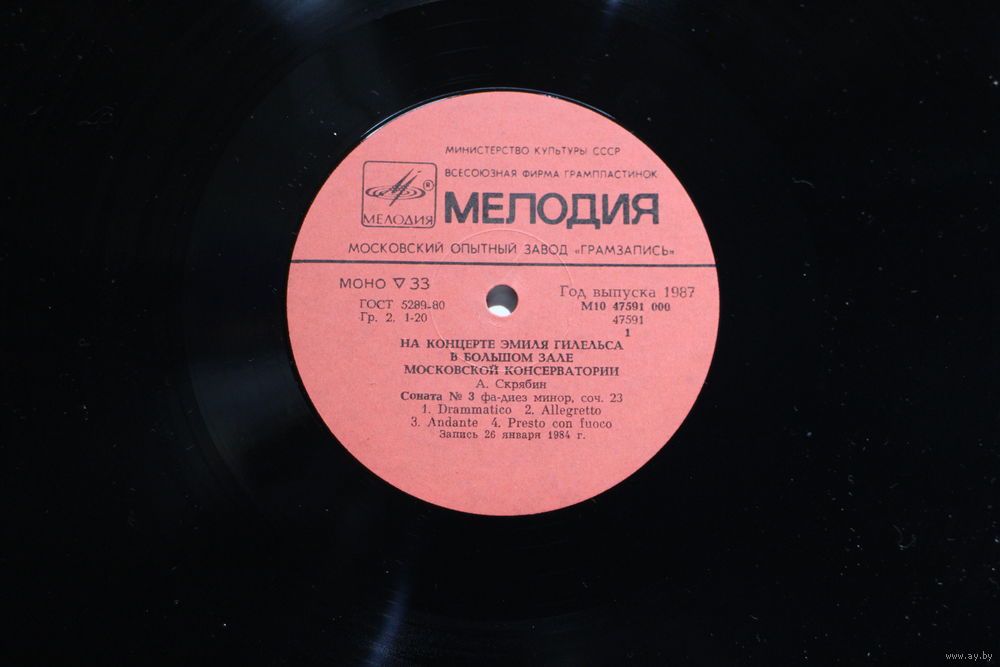 МИНИСТЕРСТВО КУЛЬТУРЫ СССР
ВСЕСОЮЗНАЯ ФИРМА ГРАМПЛАСТИНОК
МЕЛОДИЯ ®
МЕЛОДИЯ
МОСКОВСКИЙ ОПЫТНЫЙ ЗАВОД «ГРАМЗАПИСЬ»
МОНО ▽ 33
ГОСТ 5289-80
Гр. 2. 1-20
Год выпуска 1987
М10 47591 000
47591
1
НА КОНЦЕРТЕ ЭМИЛЯ ГИЛЕЛЬСА
В БОЛЬШОМ ЗАЛЕ
МОСКОВСКОЙ КОНСЕРВАТОРИИ
А. Скрябин
Соната № 3 фа-диез минор, соч. 23
1. Drammatico 2. Allegretto
3. Andante 4. Presto con fuoco
Запись 26 января 1984 г.
www.ay.by